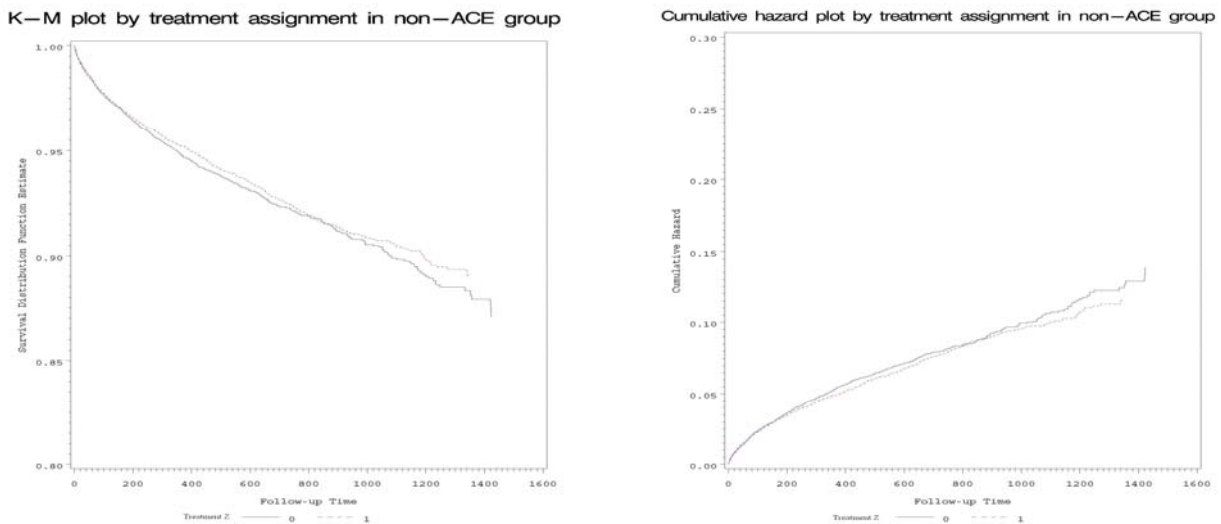 K–M plot by treatment assignment in non–ACE group
1.00
0.95
0.90
0.85
0.80
Survival Distribution Function Estimate
0 200 400 600 800 1000 1200 1400 1600
Follow-up Time
Treatment Z 0 1
Cumulative hazard plot by treatment assignment in non–ACE group
0.30
0.25
0.20
0.15
0.10
0.05
0.00
Cumulative Hazard
0 200 400 600 800 1000 1200 1400 1600
Follow-up Time
Treatment Z 0 1